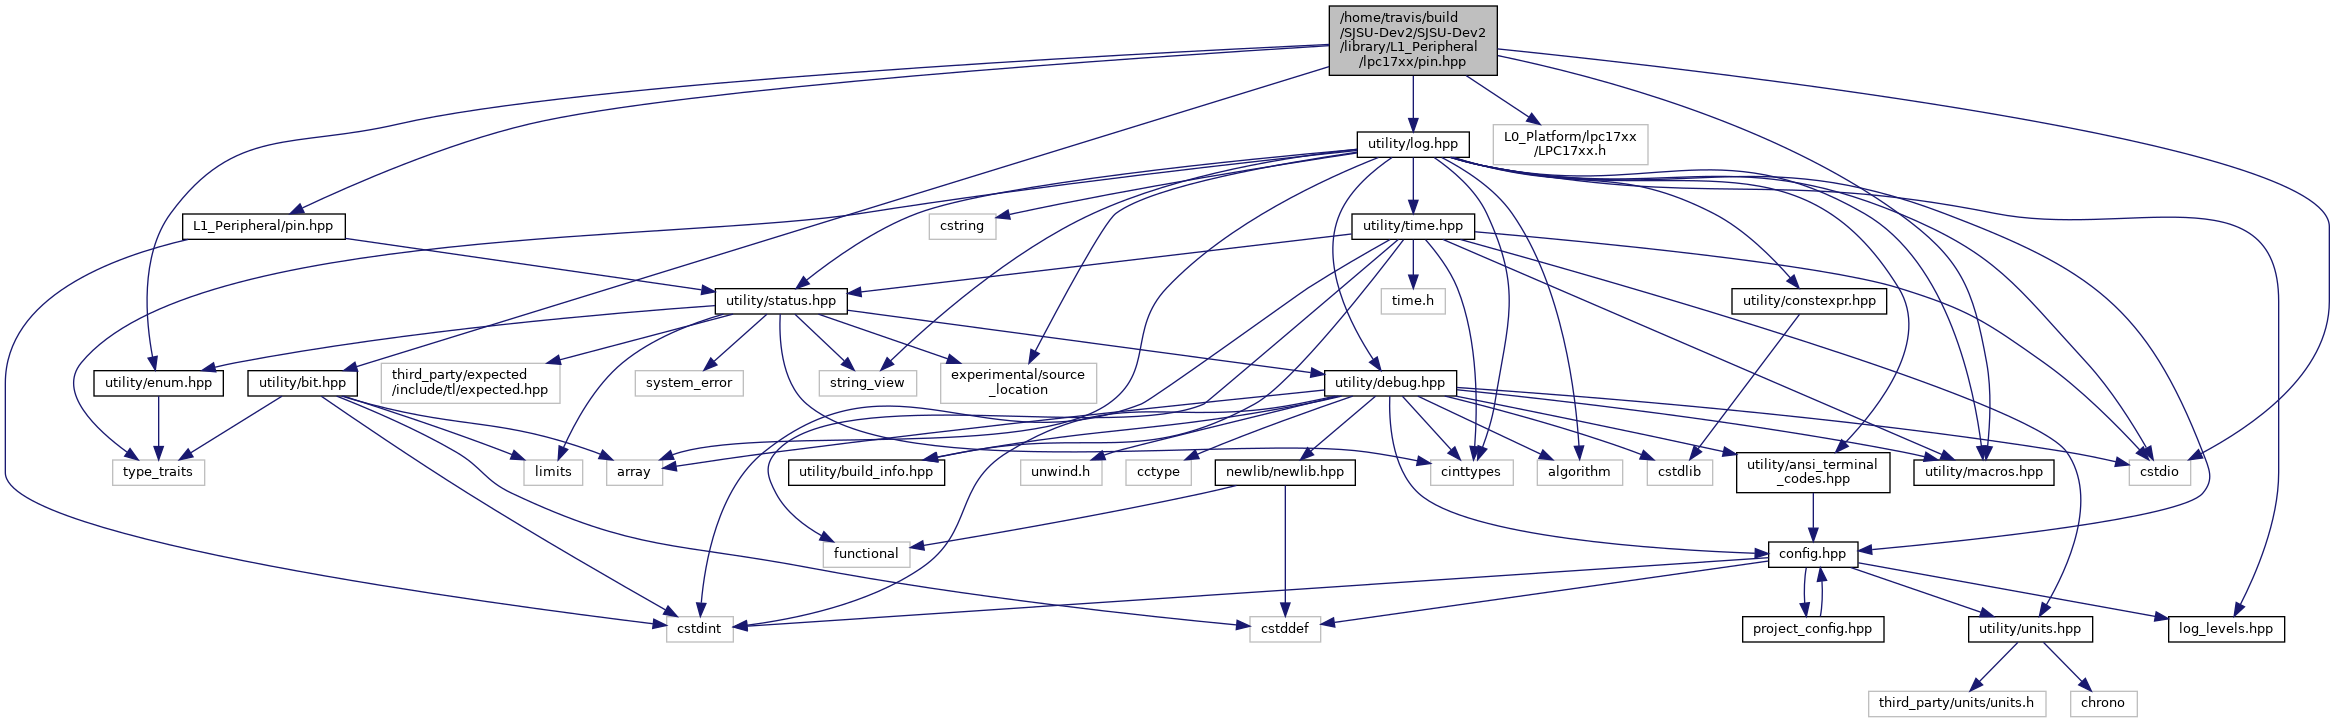 /home/travis/build
/SJSU-Dev2/SJSU-Dev2
/library/L1_Peripheral
/lpc17xx/pin.hpp
utility/log.hpp
L0_Platform/lpc17xx
/LPC17xx.h
L1_Peripheral/pin.hpp
cstring
utility/time.hpp
utility/status.hpp
time.h
utility/constexpr.hpp
utility/enum.hpp
utility/bit.hpp
third_party/expected
/include/tl/expected.hpp
system_error
string_view
experimental/source
_location
utility/debug.hpp
type_traits
limits
array
utility/build_info.hpp
unwind.h
cctype
newlib/newlib.hpp
cinttypes
algorithm
cstdlib
utility/ansi_terminal
_codes.hpp
utility/macros.hpp
cstdio
functional
config.hpp
cstdint
cstddef
project_config.hpp
utility/units.hpp
log_levels.hpp
third_party/units/units.h
chrono